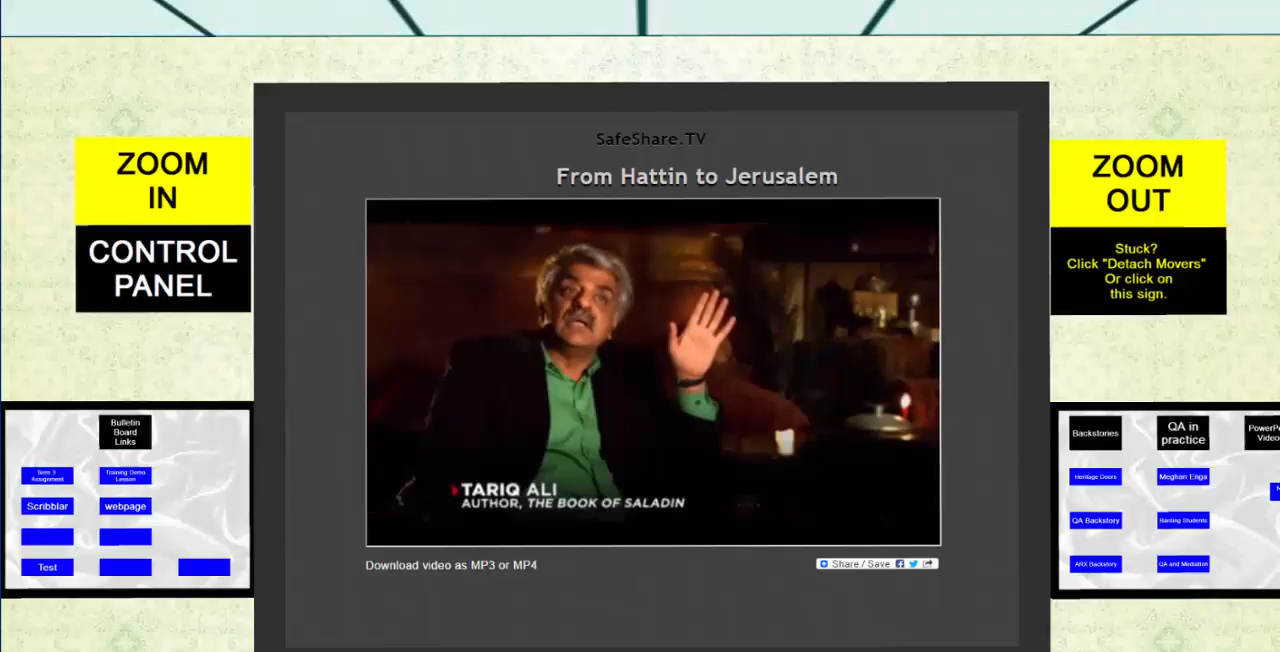 SafeShare.TV
From Hattin to Jerusalem
ZOOM
IN
CONTROL
PANEL
ZOOM
OUT
Stuck?
Click "Detach Movers"
Or click on
this sign.
TARIQ ALI
AUTHOR, THE BOOK OF SALADIN
Download video as MP3 or MP4
Share / Save
Bulletin
Board
Links
Term 3
Assignment
Training Demo
Lesson
Scribblar
webpage
Test
Backstories
QA in
practice
Heritage Doors
Meghan Enga
QA Backstory
Ranting Students
ARX Backstory
QA and Mediation